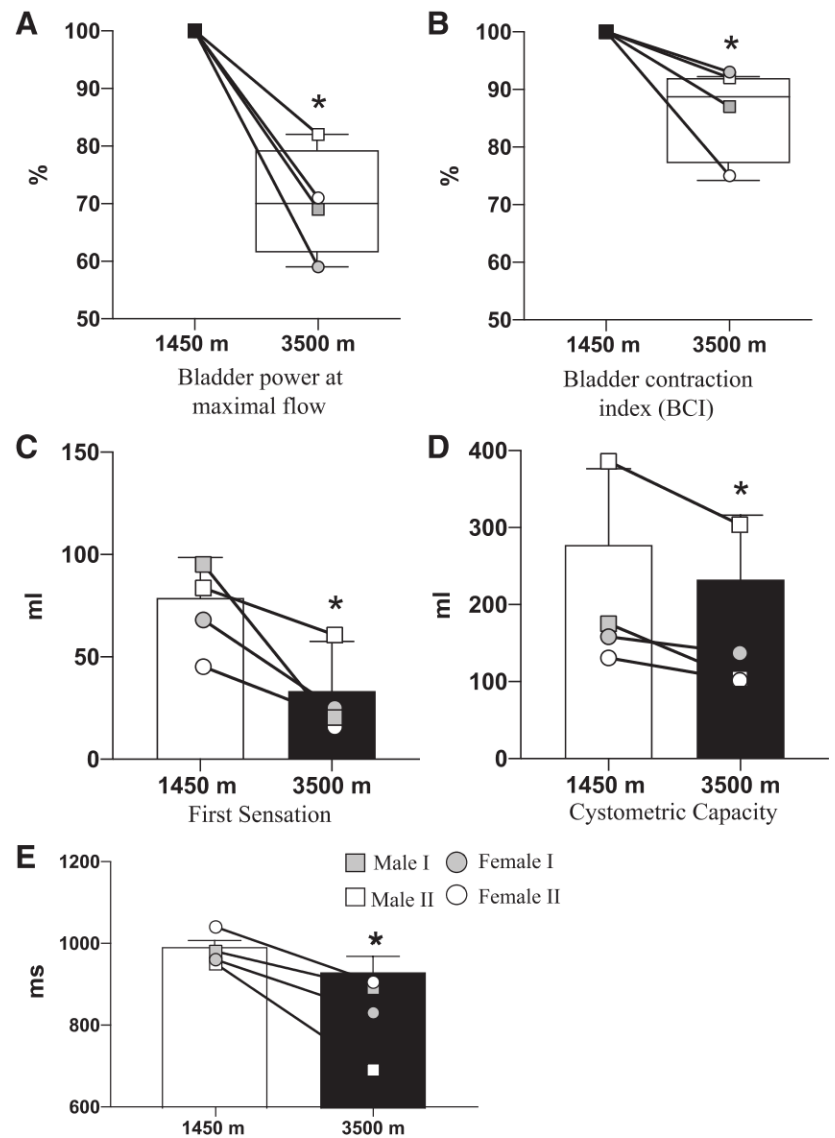 A
100
90
80
70
60
50
%
*
1450 m 3500 m
Bladder power at
maximal flow
B
100
90
80
70
60
50
%
*
1450 m 3500 m
Bladder contraction
index (BCI)
C
150
100
50
0
ml
*
1450 m 3500 m
First Sensation
D
400
300
200
100
0
ml
*
1450 m 3500 m
Cystometric Capacity
E
1200
1000
800
600
ms
Male I Female I
Male II Female II
*
1450 m 3500 m